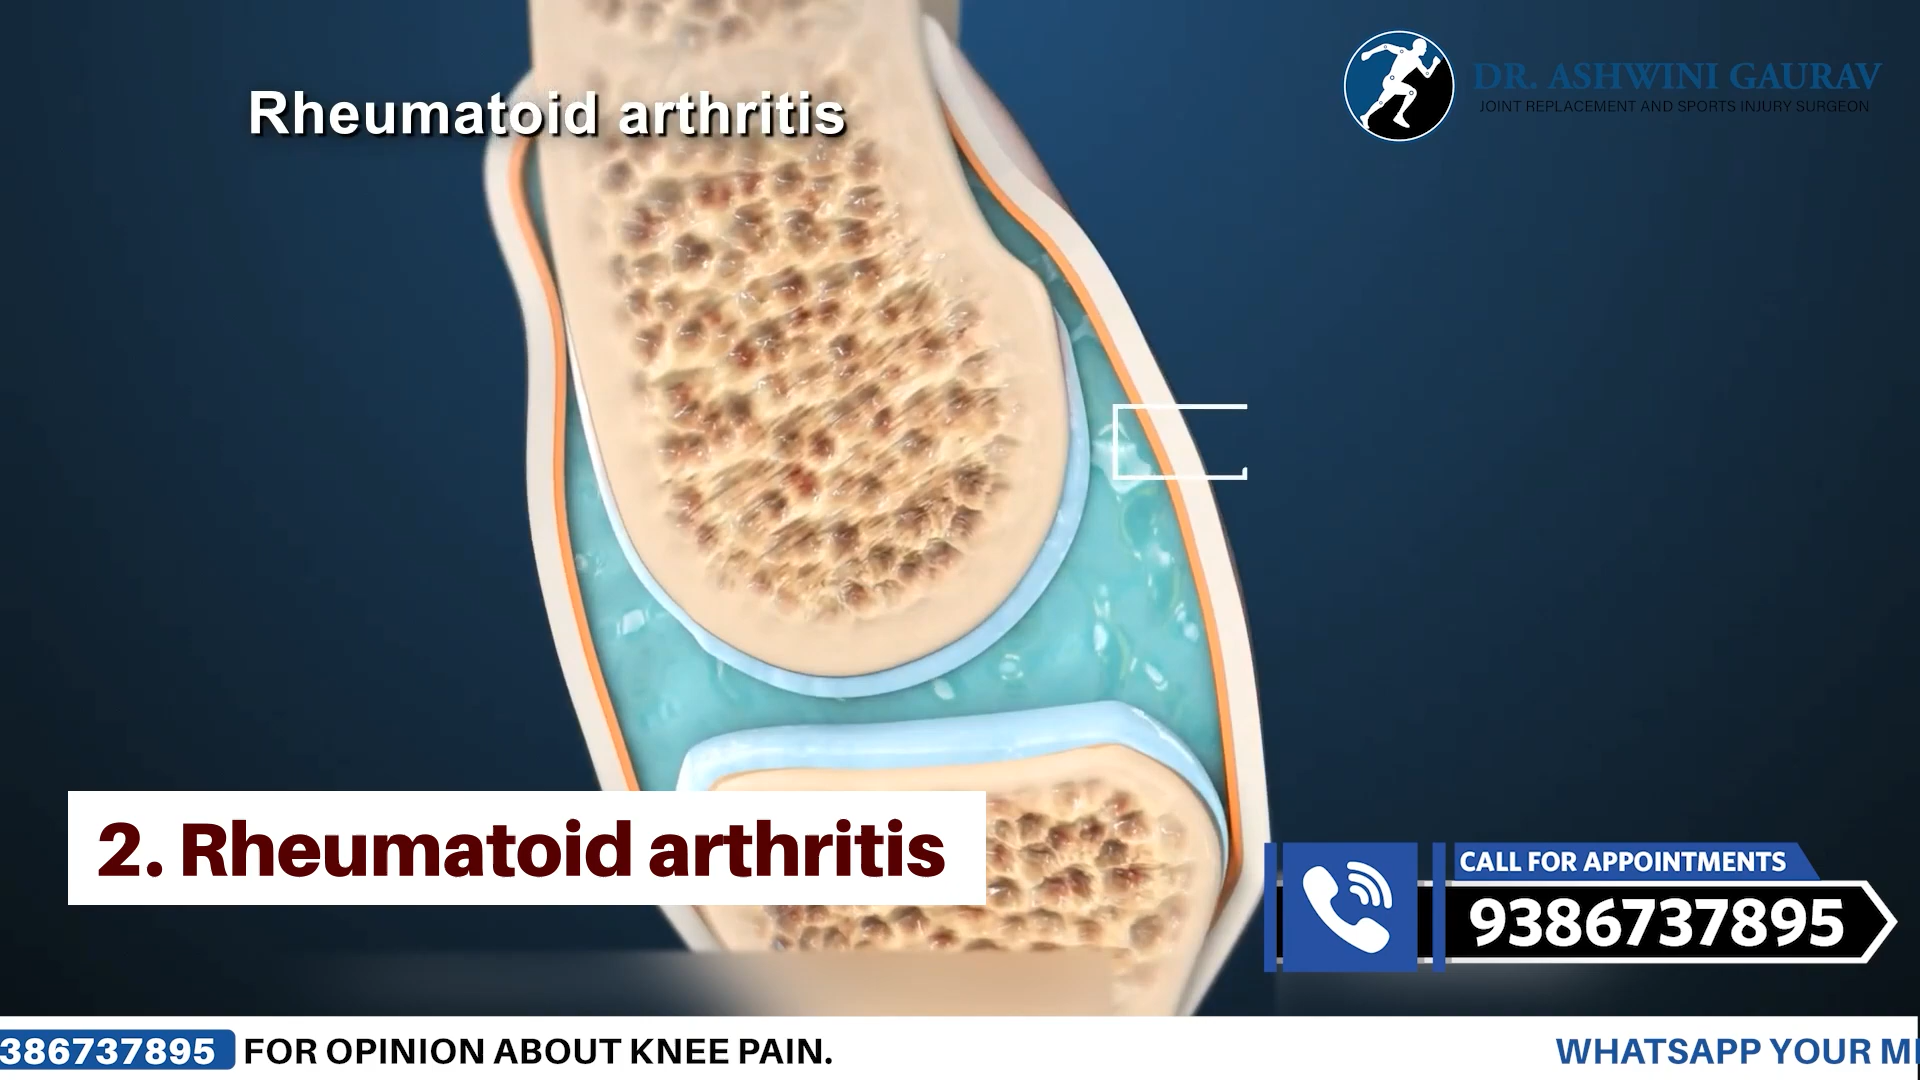 DR. ASHWINI GAURAV
JOINT REPLACEMENT AND SPORTS INJURY SURGEON
Rheumatoid arthritis
2. Rheumatoid arthritis
CALL FOR APPOINTMENTS
9386737895
386737895 FOR OPINION ABOUT KNEE PAIN. WHATSAPP YOUR